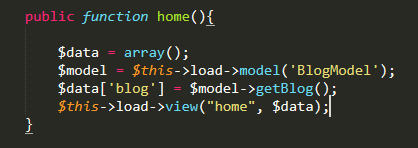 public function home(){
$data = array();
$model = $this->load->model('BlogModel');
$data['blog'] = $model->getBlog();
$this->load->view("home", $data);
}